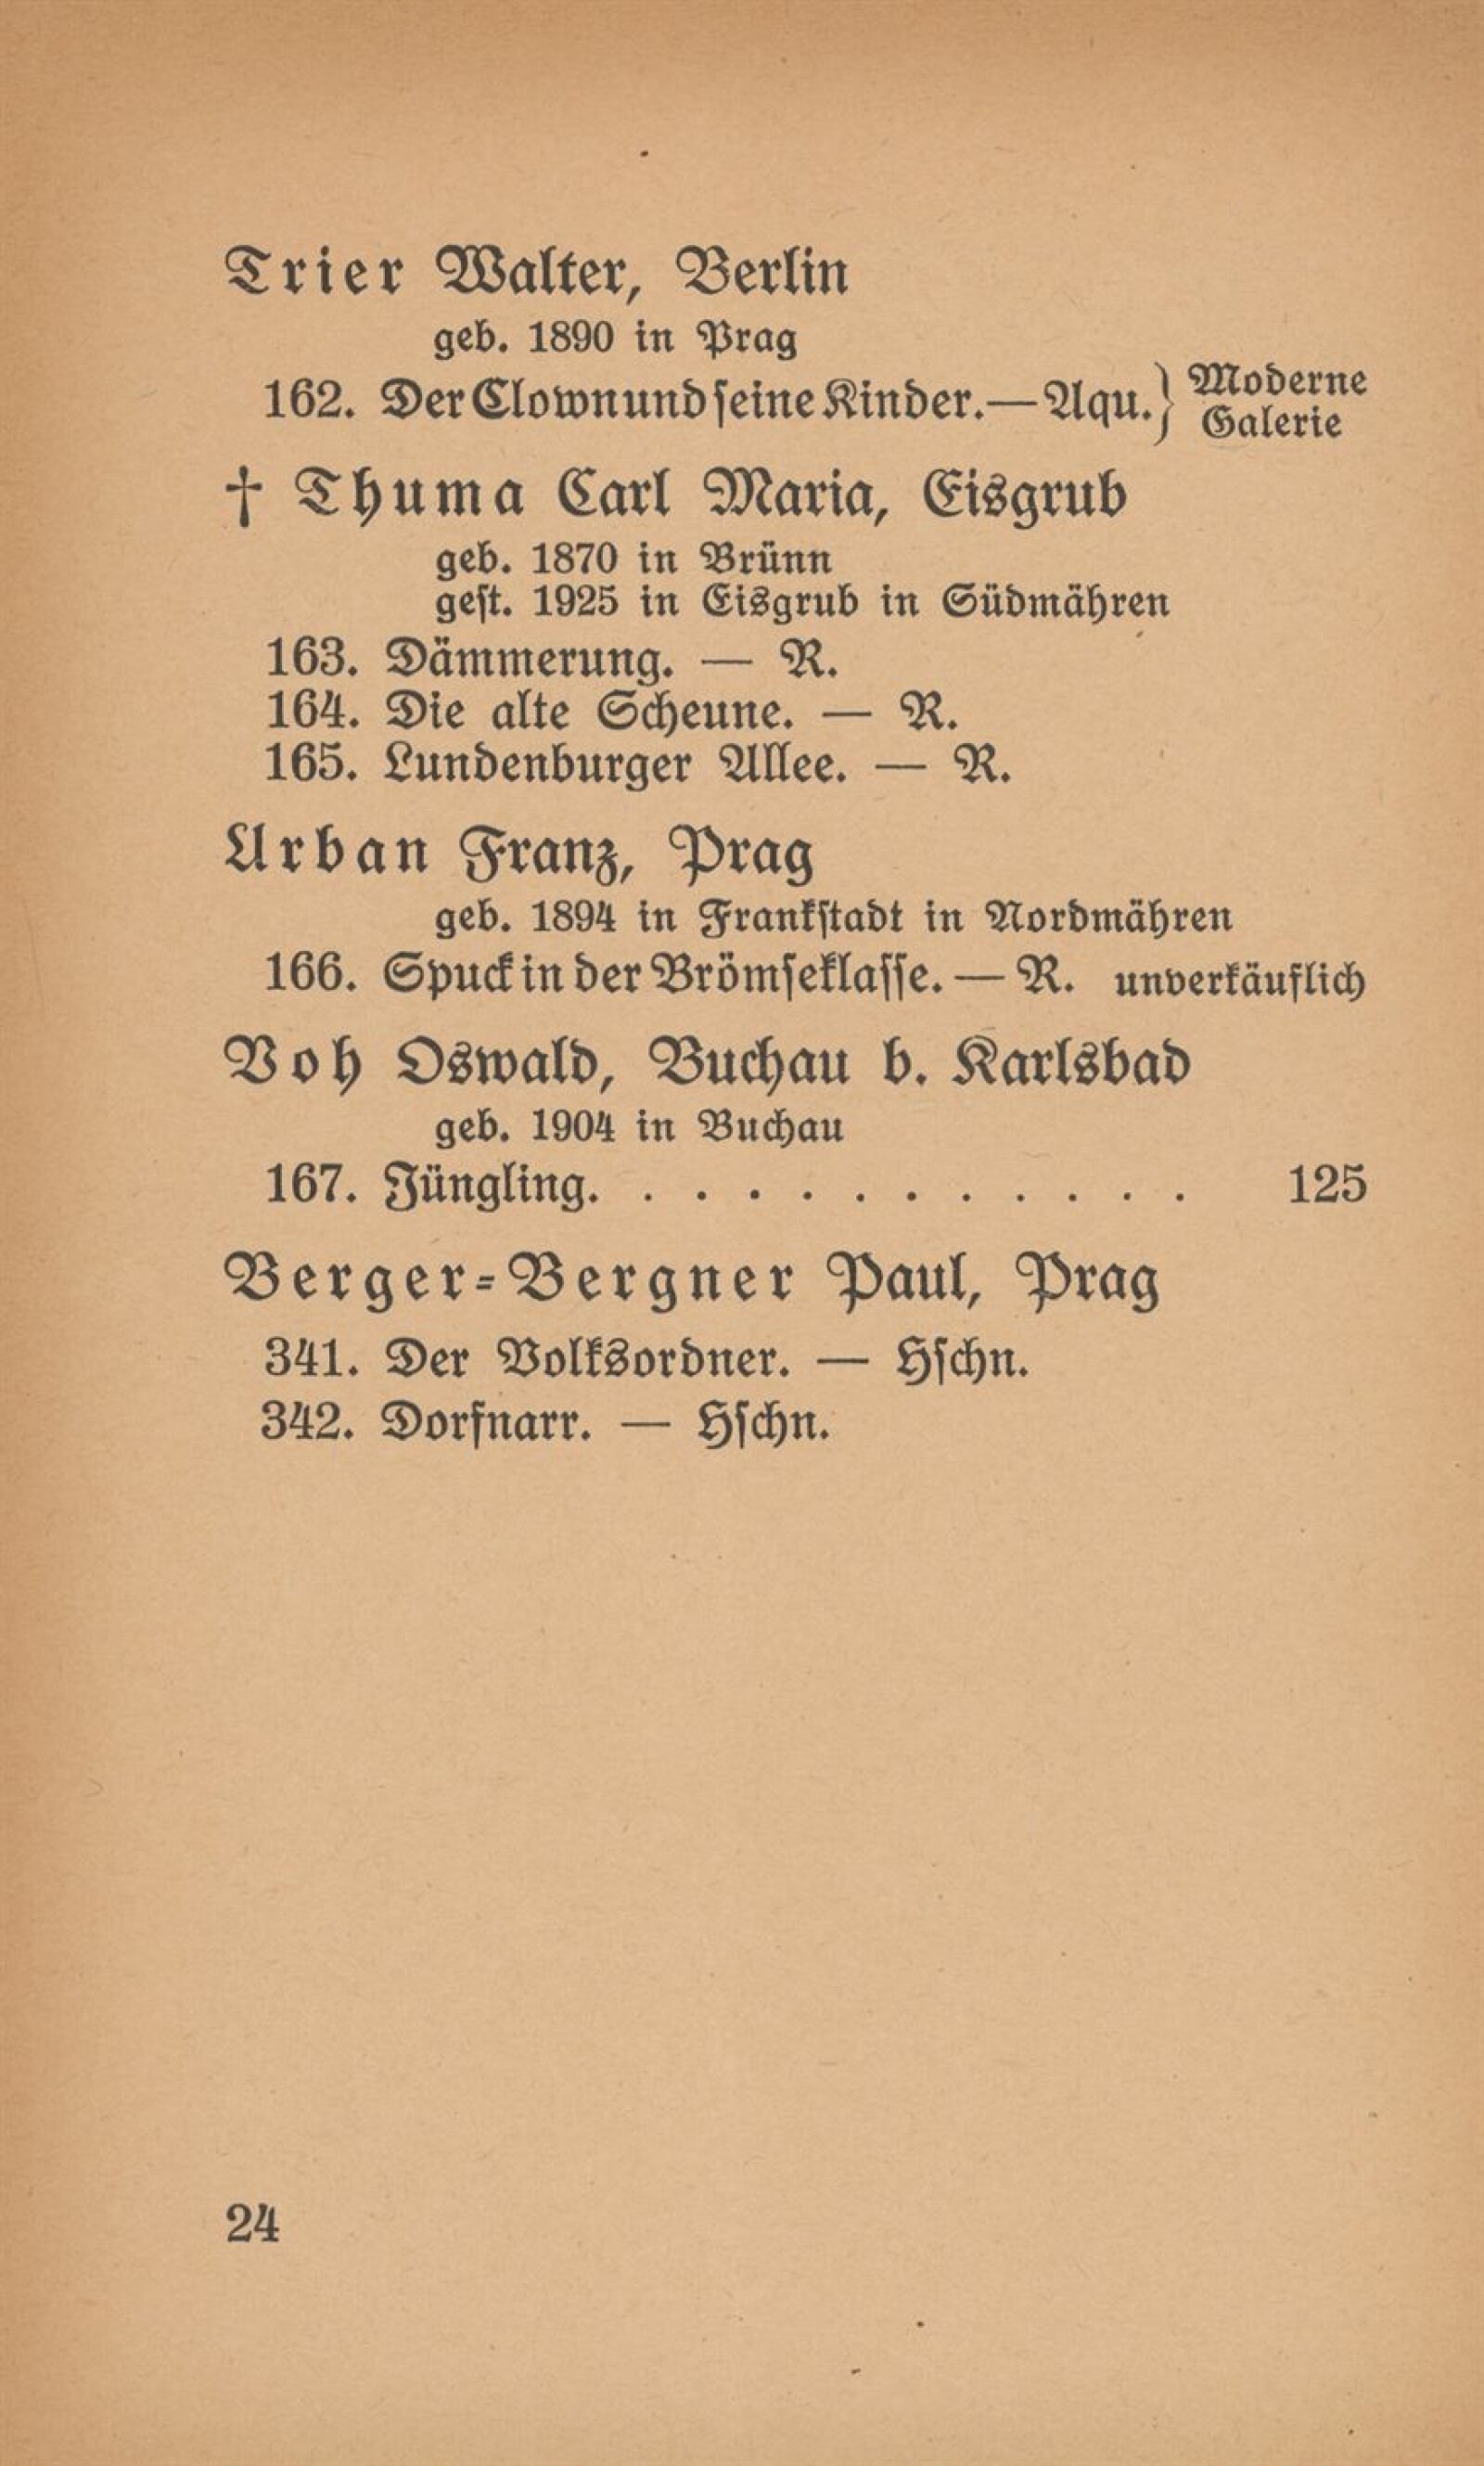 Trier Walter, Berlin
geb. 1890 in Prag
162. Der Clown und seine Kinder. — Aqu. } Moderne Galerie
† Thuma Carl Maria, Eisgrub
geb. 1870 in Brünn
gest. 1925 in Eisgrub in Südmähren
163. Dämmerung. — R.
164. Die alte Scheune. — R.
165. Lundenburger Allee. — R.
Urban Franz, Prag
geb. 1894 in Frankstadt in Nordmähren
166. Spuck in der Brömseklasse. — R. unverkäuflich
Voh Oswald, Buchau b. Karlsbad
geb. 1904 in Buchau
167. Jüngling. . . . . . . . . . . . 125
Berger-Bergner Paul, Prag
341. Der Volksordner. — Hschn.
342. Dorfnarr. — Hschn.
24